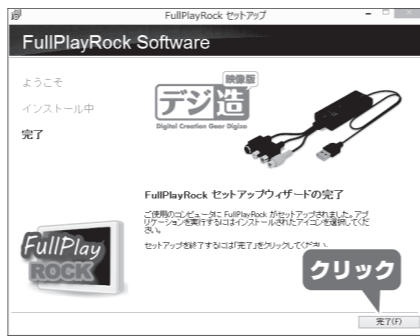 FullPlayRock セットアップ
FullPlayRock Software
ようこそ
インストール中
完了
映像版
デジ造
Digital Creation Gear Digizo
FullPlayRock セットアップウィザードの完了
ご使用のコンピュータに FullPlayRock がセットアップされました。アプ
リケーションを実行するにはインストールされたアイコンを選択してくだ
さい。
セットアップを終了するには「完了」をクリックしてください。
FullPlay
ROCK
クリック
完了(F)